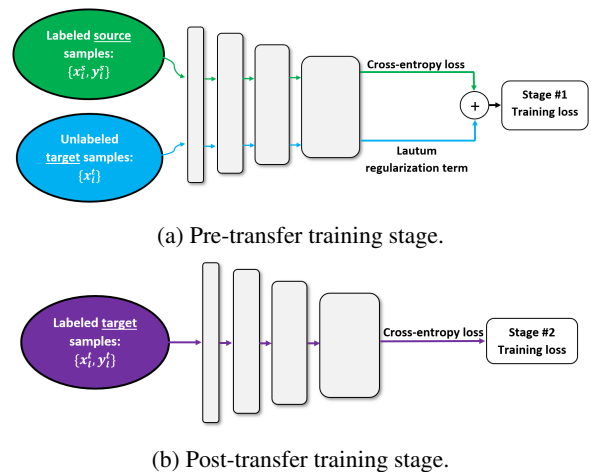 Labeled source
samples:
{x_i^s, y_i^s}
Cross-entropy loss
+
Stage #1
Training loss
Unlabeled
target samples:
{x_i^t}
Lautum
regularization term
(a) Pre-transfer training stage.
Labeled target
samples:
{x_i^t, y_i^t}
Cross-entropy loss
Stage #2
Training loss
(b) Post-transfer training stage.